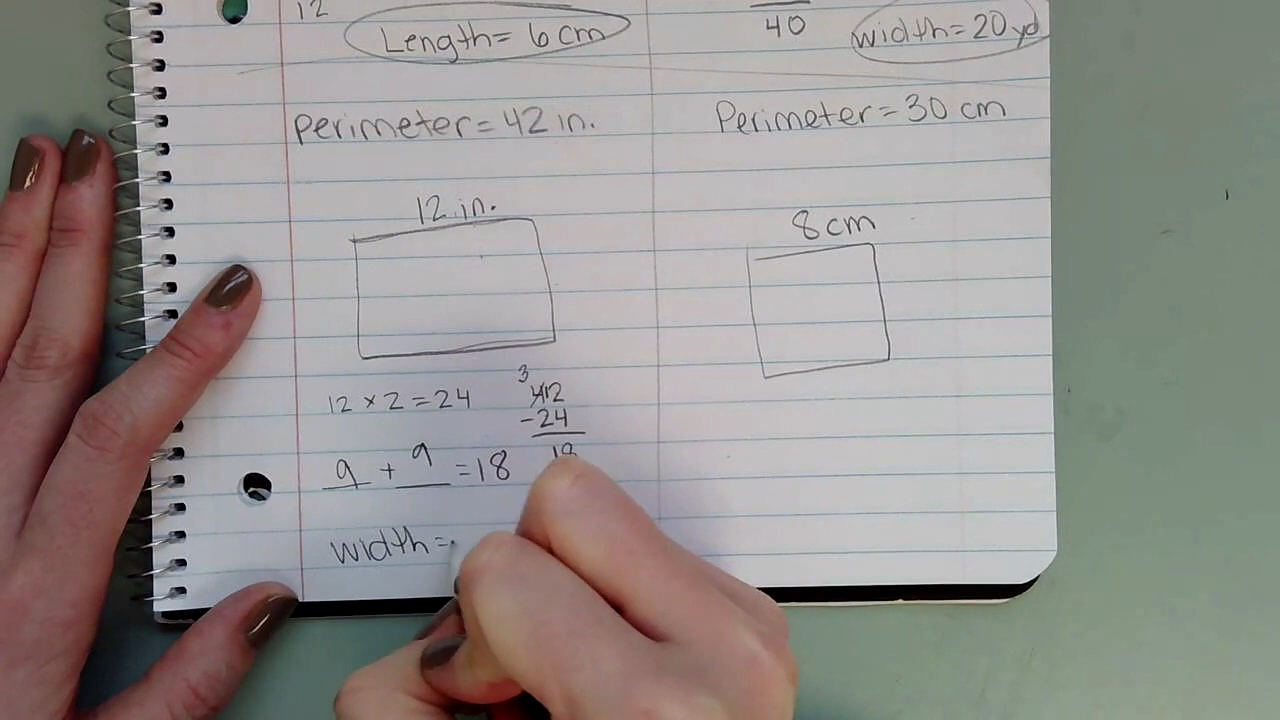 12
Length = 6 cm
40
width = 20 yd
perimeter = 42 in.
12 in.
12 × 2 = 24
3
412
- 24
18
9 + 9 = 18
width =
Perimeter = 30 cm
8 cm